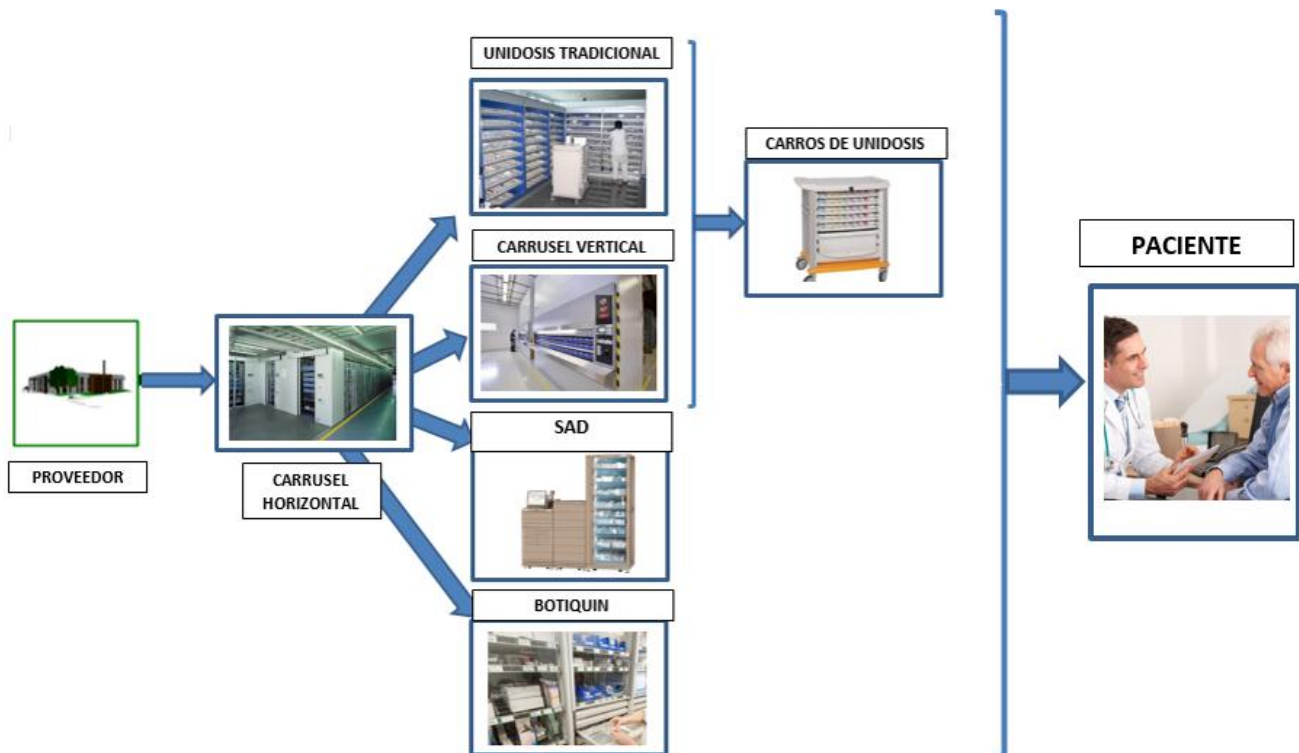 UNIDOSIS TRADICIONAL
CARROS DE UNIDOSIS
CARRUSEL VERTICAL
PACIENTE
PROVEEDOR
CARRUSEL
HORIZONTAL
SAD
BOTIQUIN